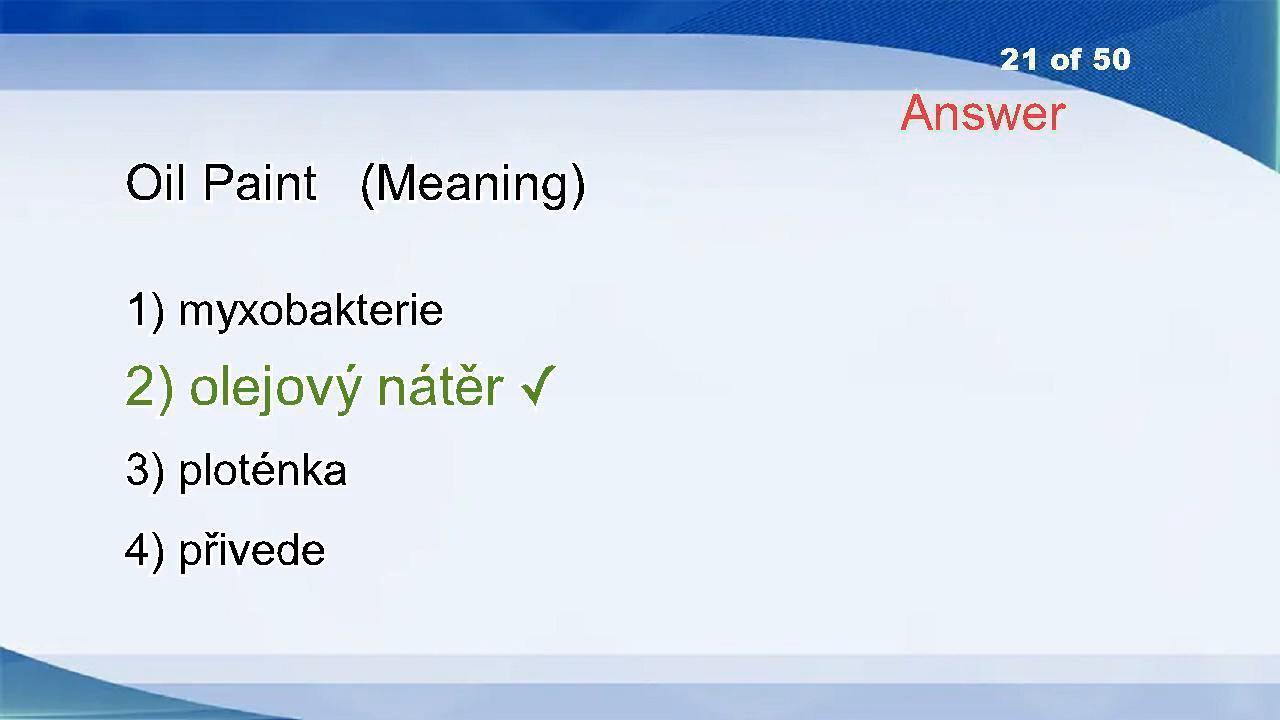 21 of 50
Answer
Oil Paint (Meaning)
1) myxobakterie
2) olejový nátěr ✓
3)ploténka
4) přivede